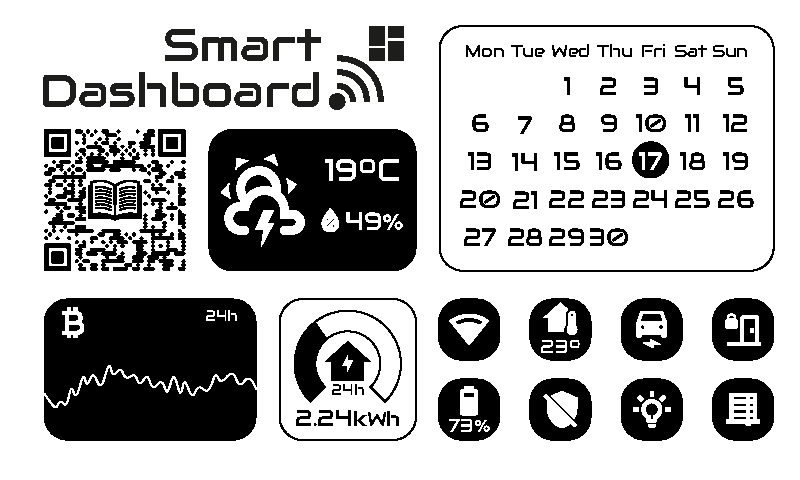 Smart
Dashboard
19°C
49%
Mon Tue Wed Thu Fri Sat Sun
1 2 3 4 5
6 7 8 9 10 11 12
13 14 15 16 17 18 19
20 21 22 23 24 25 26
27 28 29 30
24h
24h
2.24kWh
23°
73%